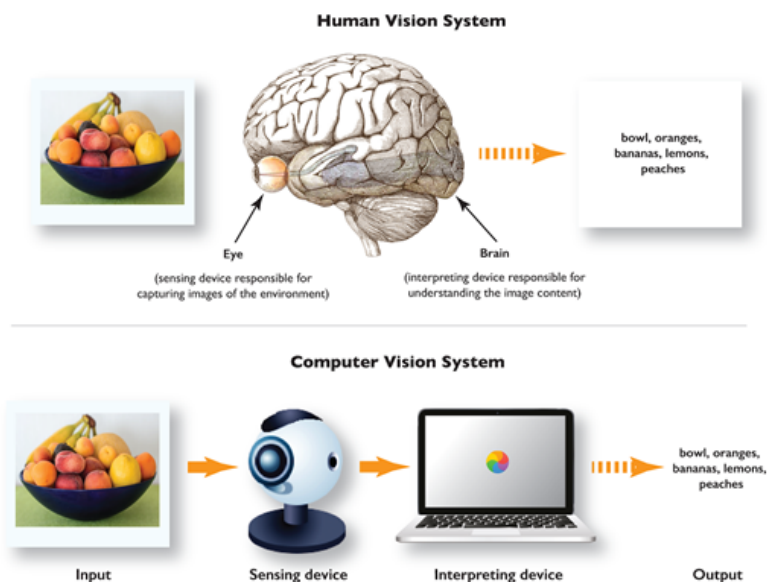 Human Vision System
bowl, oranges,
bananas, lemons,
peaches
Eye
(sensing device responsible for
capturing images of the environment)
Brain
(interpreting device responsible for
understanding the image content)
Computer Vision System
bowl, oranges,
bananas, lemons,
peaches
Input
Sensing device
Interpreting device
Output